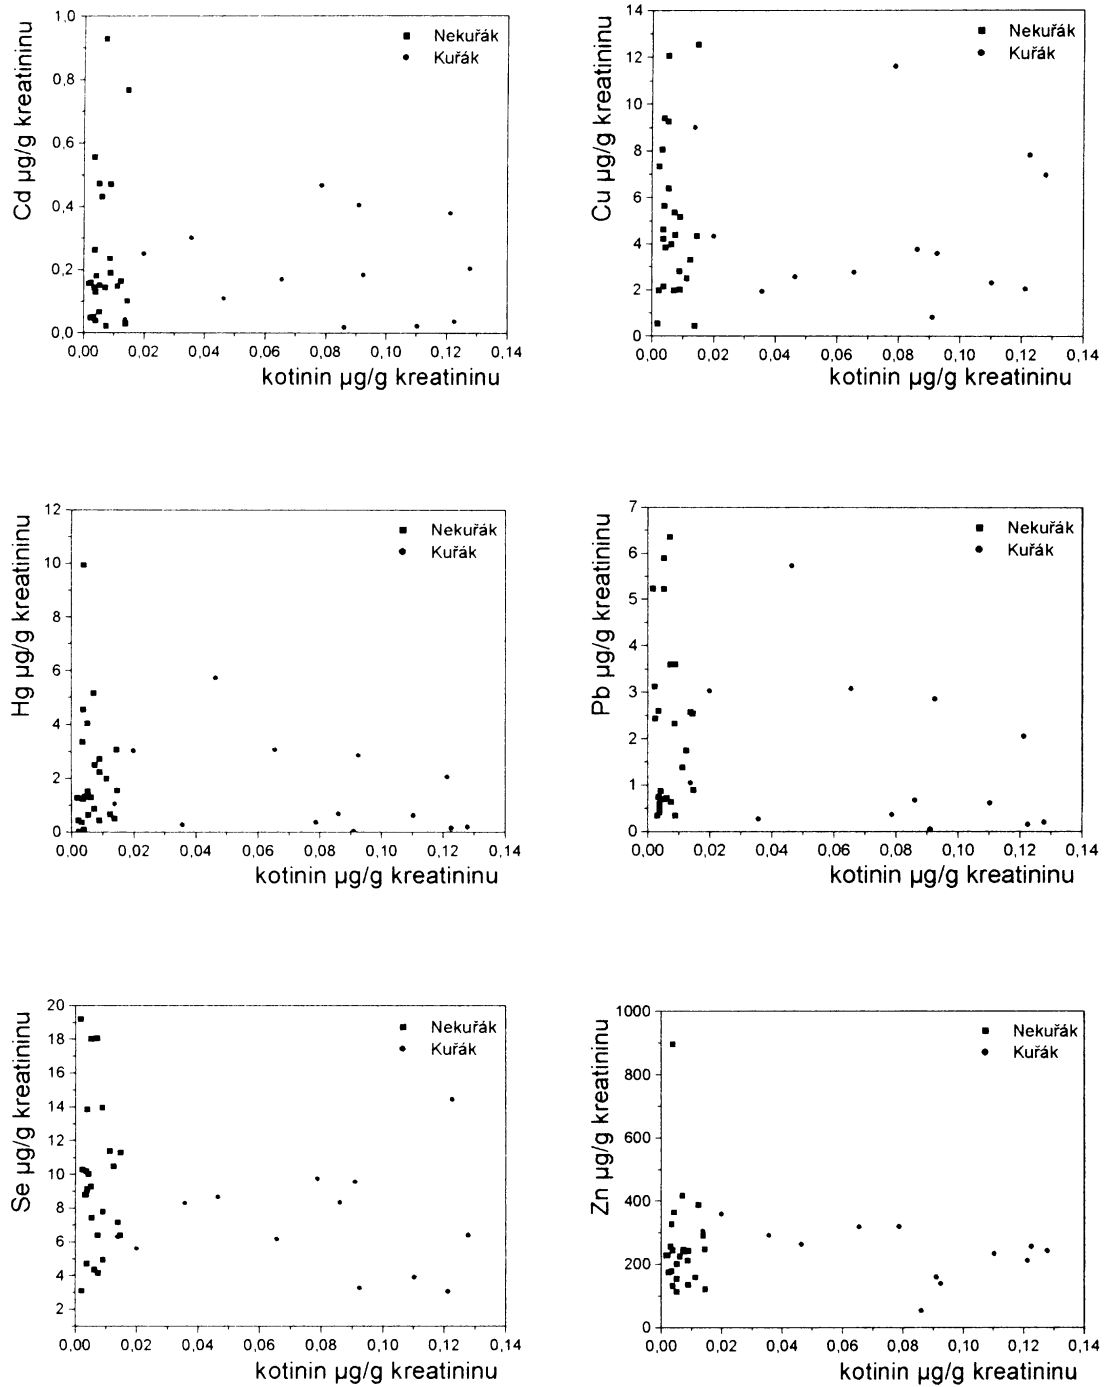 Cd µg/g kreatininu
1,0
0,8
0,6
0,4
0,2
0,0
Nekuřák
Kuřák
0,00 0,02 0,04 0,06 0,08 0,10 0,12 0,14
kotinin µg/g kreatininu
Cu µg/g kreatininu
14
12
10
8
6
4
2
0
Nekuřák
Kuřák
0,00 0,02 0,04 0,06 0,08 0,10 0,12 0,14
kotinin µg/g kreatininu
Hg µg/g kreatininu
12
10
8
6
4
2
0
Nekuřák
Kuřák
0,00 0,02 0,04 0,06 0,08 0,10 0,12 0,14
kotinin µg/g kreatininu
Pb µg/g kreatininu
7
6
5
4
3
2
1
0
Nekuřák
Kuřák
0,00 0,02 0,04 0,06 0,08 0,10 0,12 0,14
kotinin µg/g kreatininu
Se µg/g kreatininu
20
18
16
14
12
10
8
6
4
2
Nekuřák
Kuřák
0,00 0,02 0,04 0,06 0,08 0,10 0,12 0,14
kotinin µg/g kreatininu
Zn µg/g kreatininu
1000
800
600
400
200
0
Nekuřák
Kuřák
0,00 0,02 0,04 0,06 0,08 0,10 0,12 0,14
kotinin µg/g kreatininu